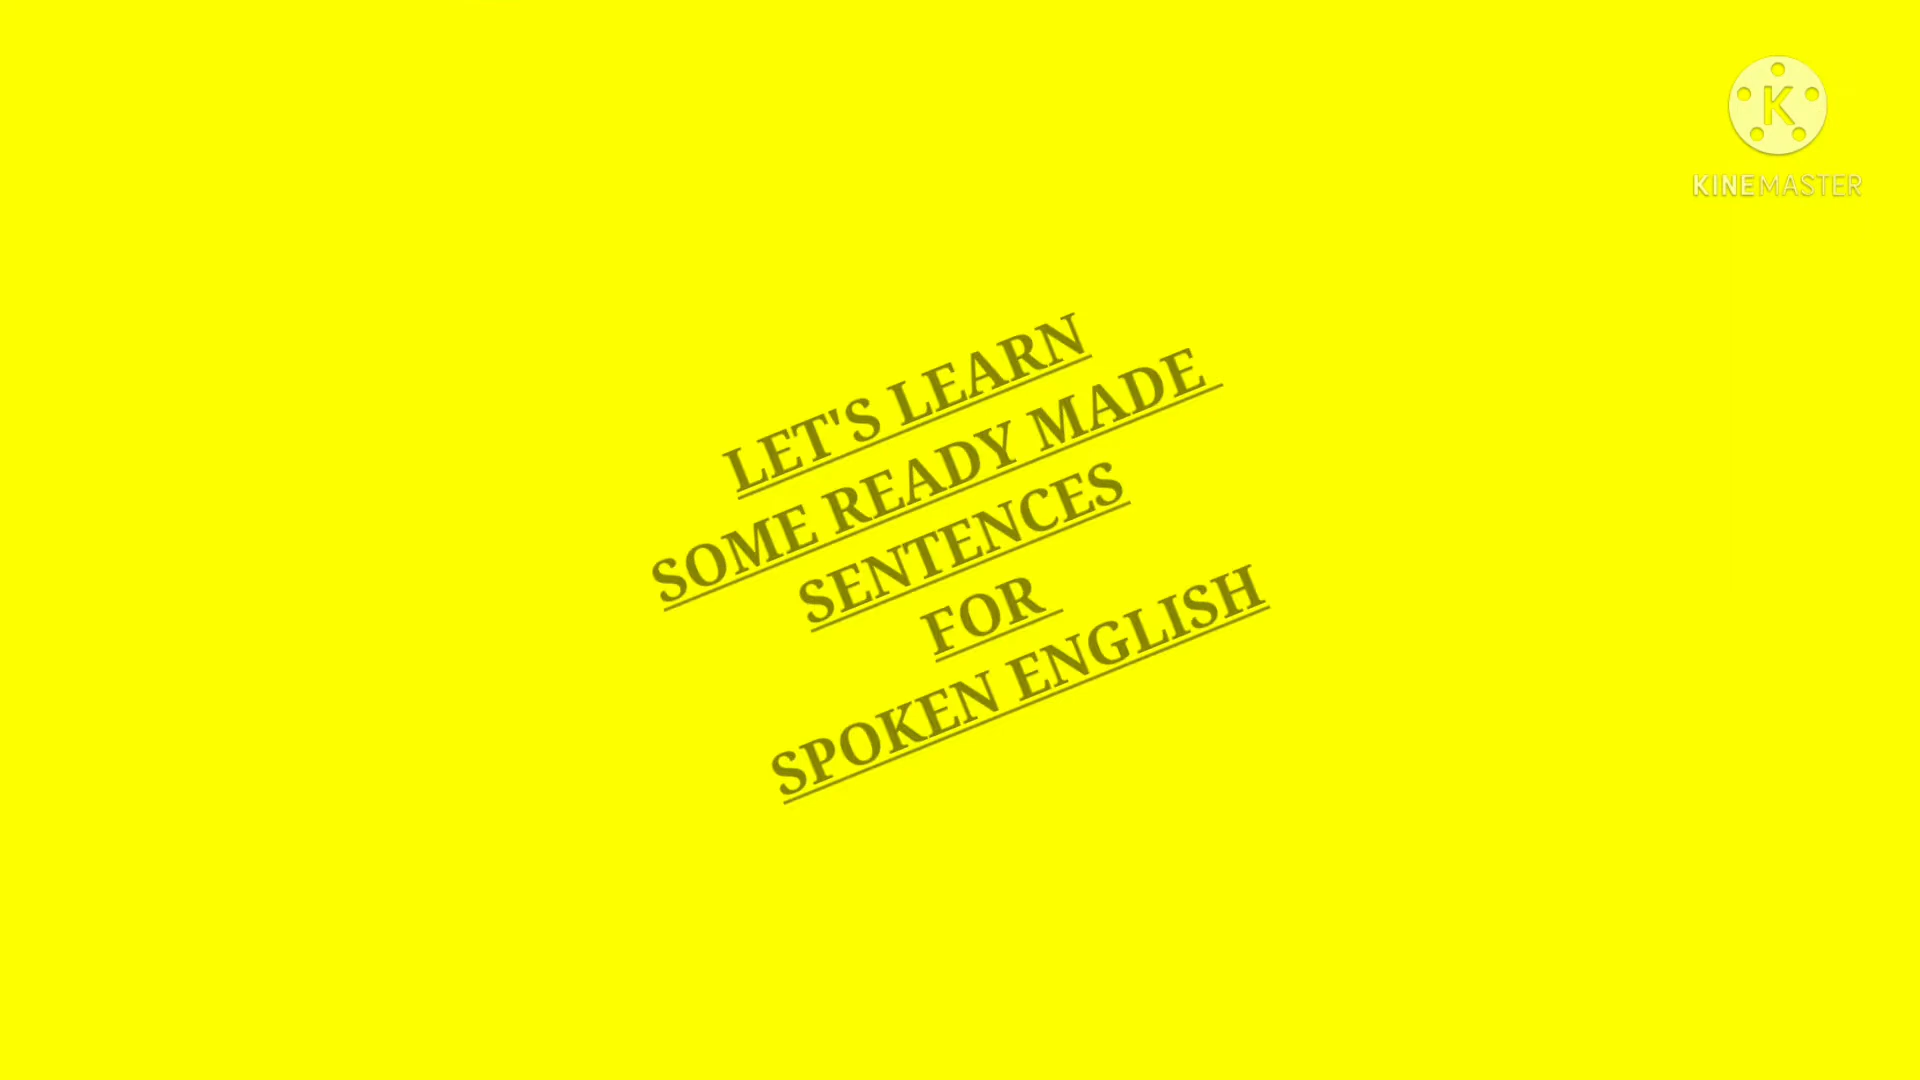 K
KINEMASTER
LET'S LEARN
SOME READY MADE
SENTENCES
FOR
SPOKEN ENGLISH